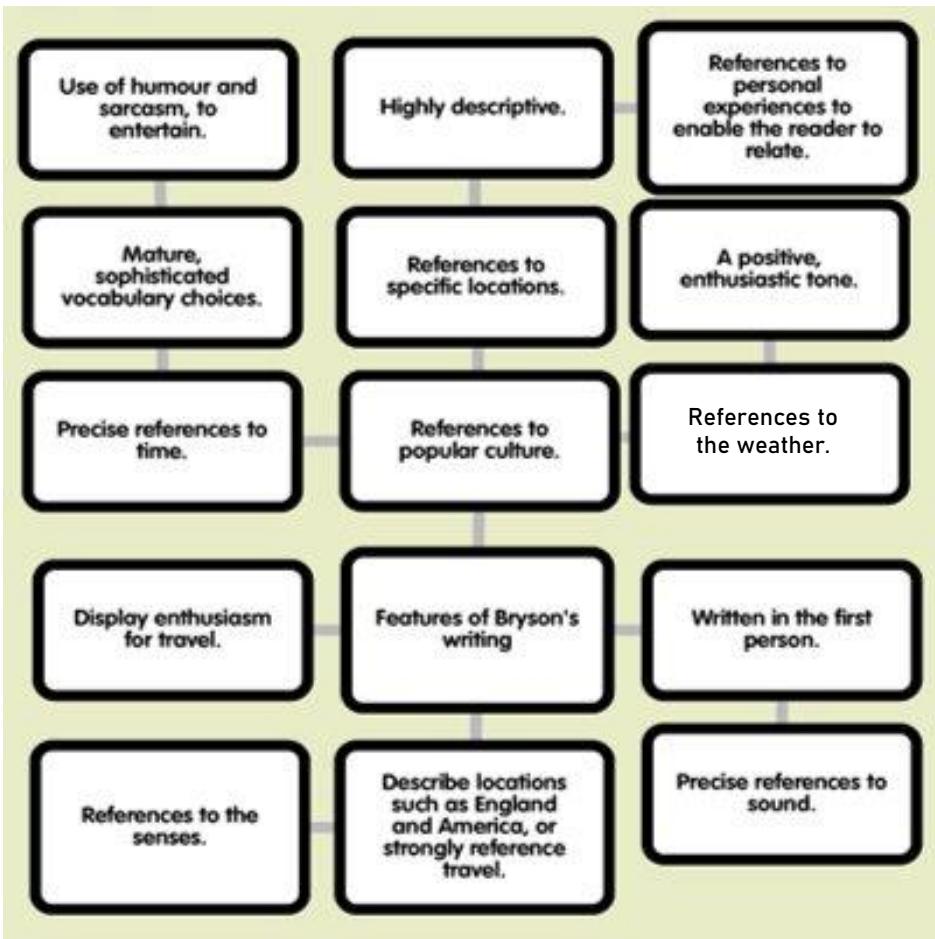 Use of humour and
sarcasm, to
entertain.
Highly descriptive.
References to
personal
experiences to
enable the reader to
relate.
Mature,
sophisticated
vocabulary choices.
References to
specific locations.
A positive,
enthusiastic tone.
Precise references to
time.
References to
popular culture.
References to
the weather.
Display enthusiasm
for travel.
Features of Bryson's
writing
Written in the first
person.
References to the
senses.
Describe locations
such as England
and America, or
strongly reference
travel.
Precise references to
sound.